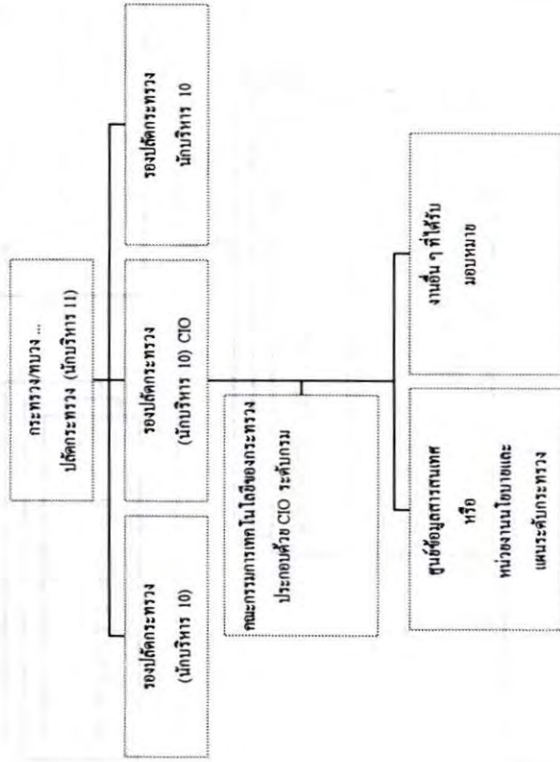 กระทรวง/ทบวง ...
ปลัดกระทรวง (นักบริหาร 11)
รองปลัดกระทรวง
(นักบริหาร 10)
รองปลัดกระทรวง
(นักบริหาร 10) CIO
รองปลัดกระทรวง
นักบริหาร 10
คณะกรรมการเทคโนโลยีของกระทรวง
ประกอบด้วย CIO ระดับกรม
ศูนย์ข้อมูลสารสนเทศ
หรือ
หน่วยงานนโยบายและ
แผนระดับกระทรวง
งานอื่น ๆ ที่ได้รับ
มอบหมาย